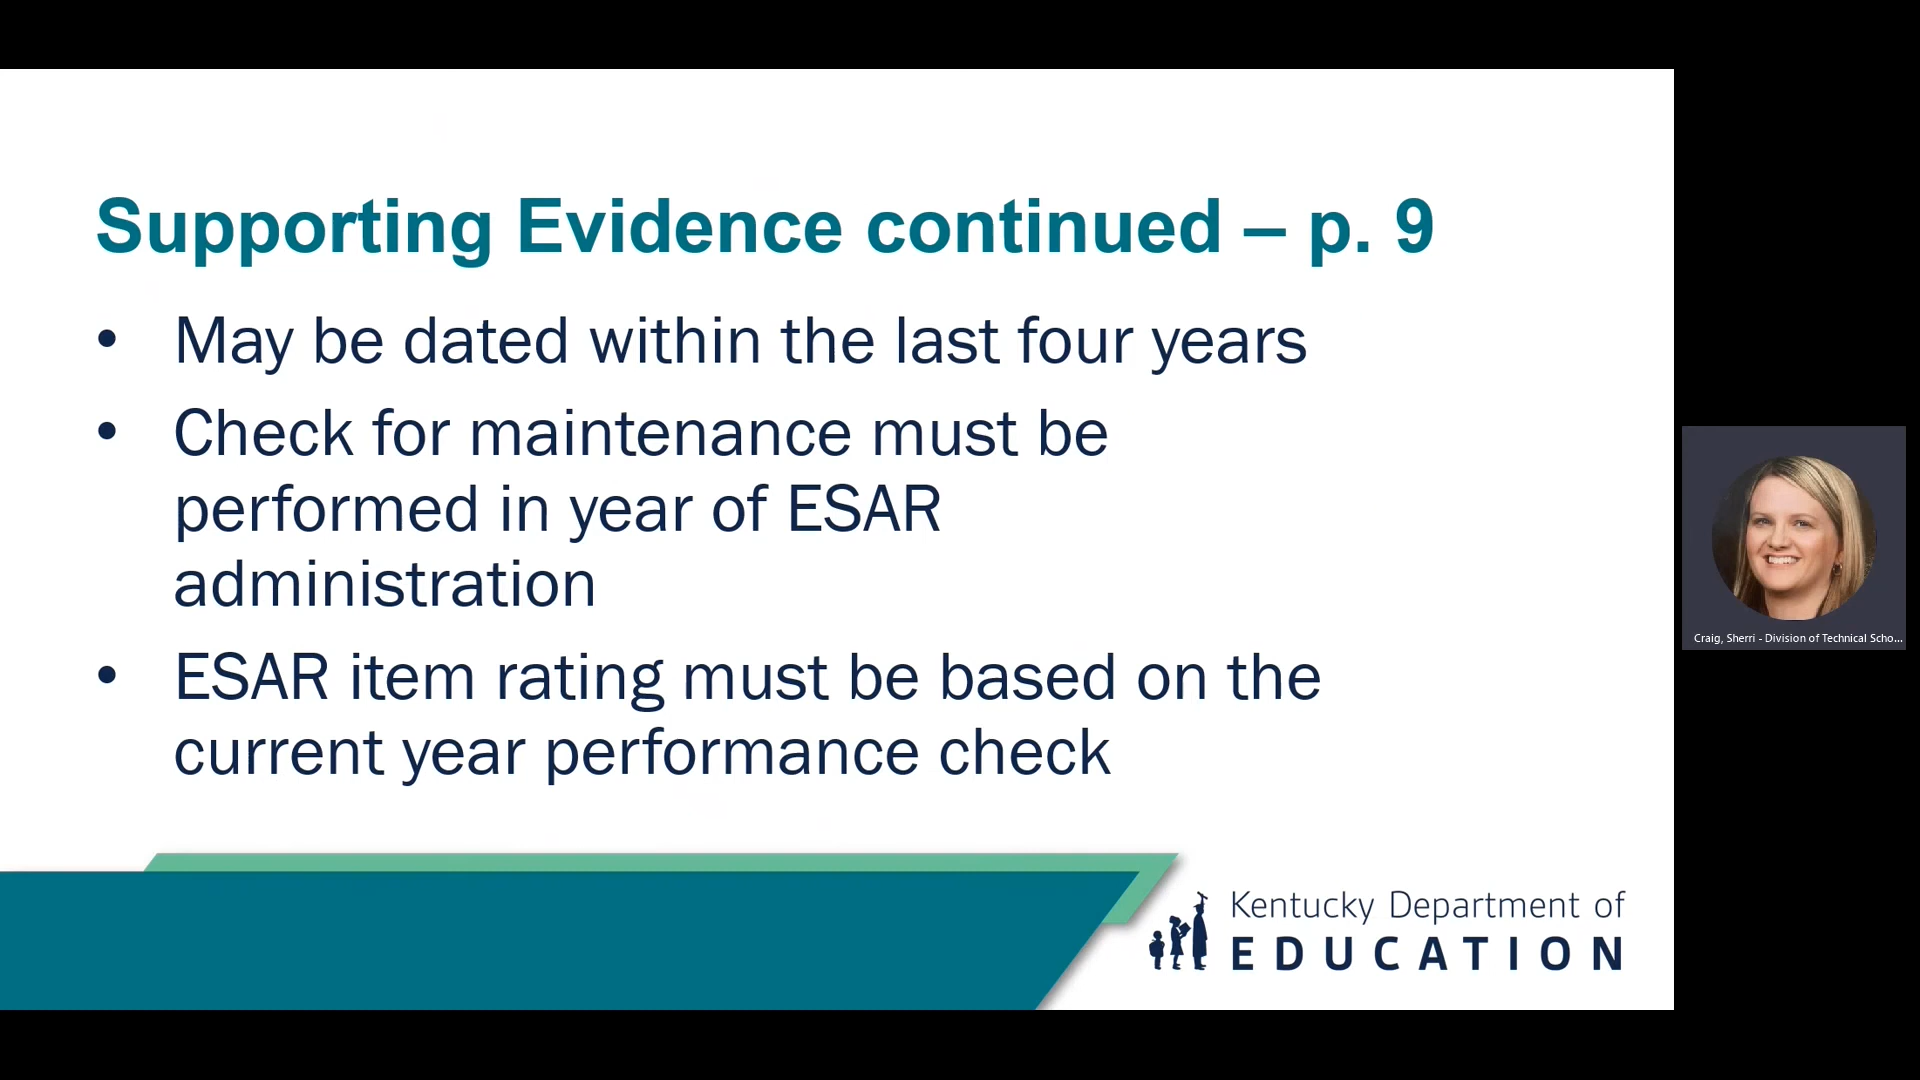 Supporting Evidence continued – p. 9
• May be dated within the last four years
• Check for maintenance must be
performed in year of ESAR
administration
• ESAR item rating must be based on the
current year performance check
Kentucky Department of
EDUCATION
Craig, Sherri - Division of Technical Scho...